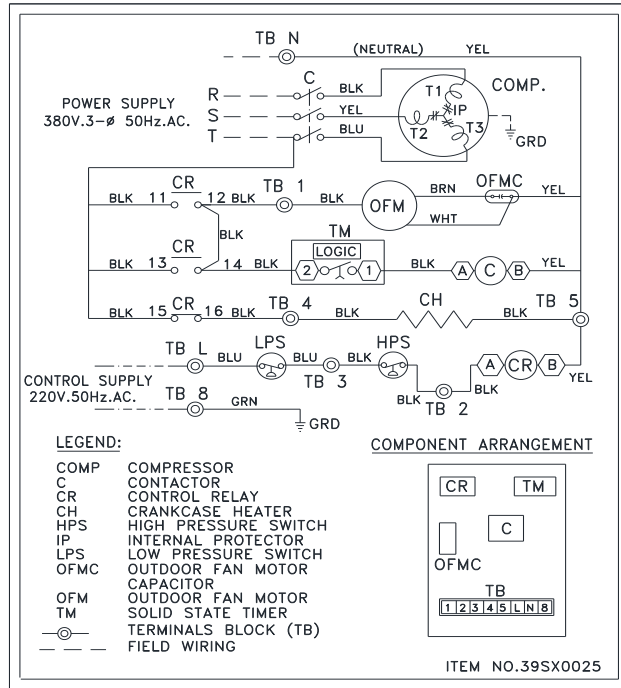 TB N (NEUTRAL) YEL
C
R BLK T1 COMP.
POWER SUPPLY S YEL IP
380V.3-ø 50Hz.AC. T BLU T2 T3 GRD
CR TB 1 BRN OFMC YEL
BLK 11 12 BLK BLK OFM
WHT
BLK TM
CR LOGIC
BLK 13 14 BLK 2 1 BLK A C B YEL
CR TB 4 CH TB 5
BLK 15 16 BLK BLK BLK
TB L BLU LPS BLU BLK HPS
CONTROL SUPPLY TB 3 A CR B
220V.50Hz.AC. TB 8 BLK TB 2 BLK YEL
GRN
GRD
LEGEND:
COMP COMPRESSOR
C CONTACTOR
CR CONTROL RELAY
CH CRANKCASE HEATER
HPS HIGH PRESSURE SWITCH
IP INTERNAL PROTECTOR
LPS LOW PRESSURE SWITCH
OFMC OUTDOOR FAN MOTOR
CAPACITOR
OFM OUTDOOR FAN MOTOR
TM SOLID STATE TIMER
TERMINALS BLOCK (TB)
FIELD WIRING
COMPONENT ARRANGEMENT
CR TM
C
OFMC
TB
1 2 3 4 5 L N 8
ITEM NO.39SX0025